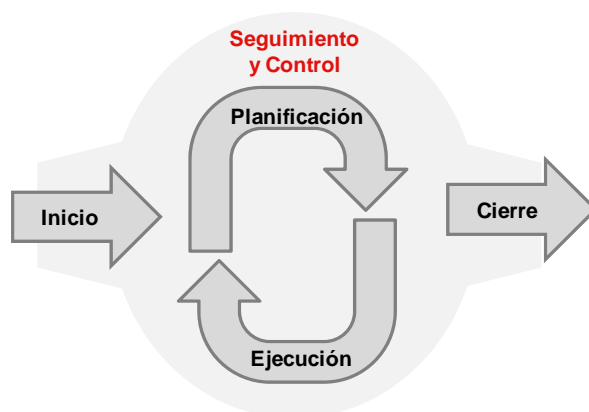 Seguimiento
y Control
Planificación
Inicio
Cierre
Ejecución